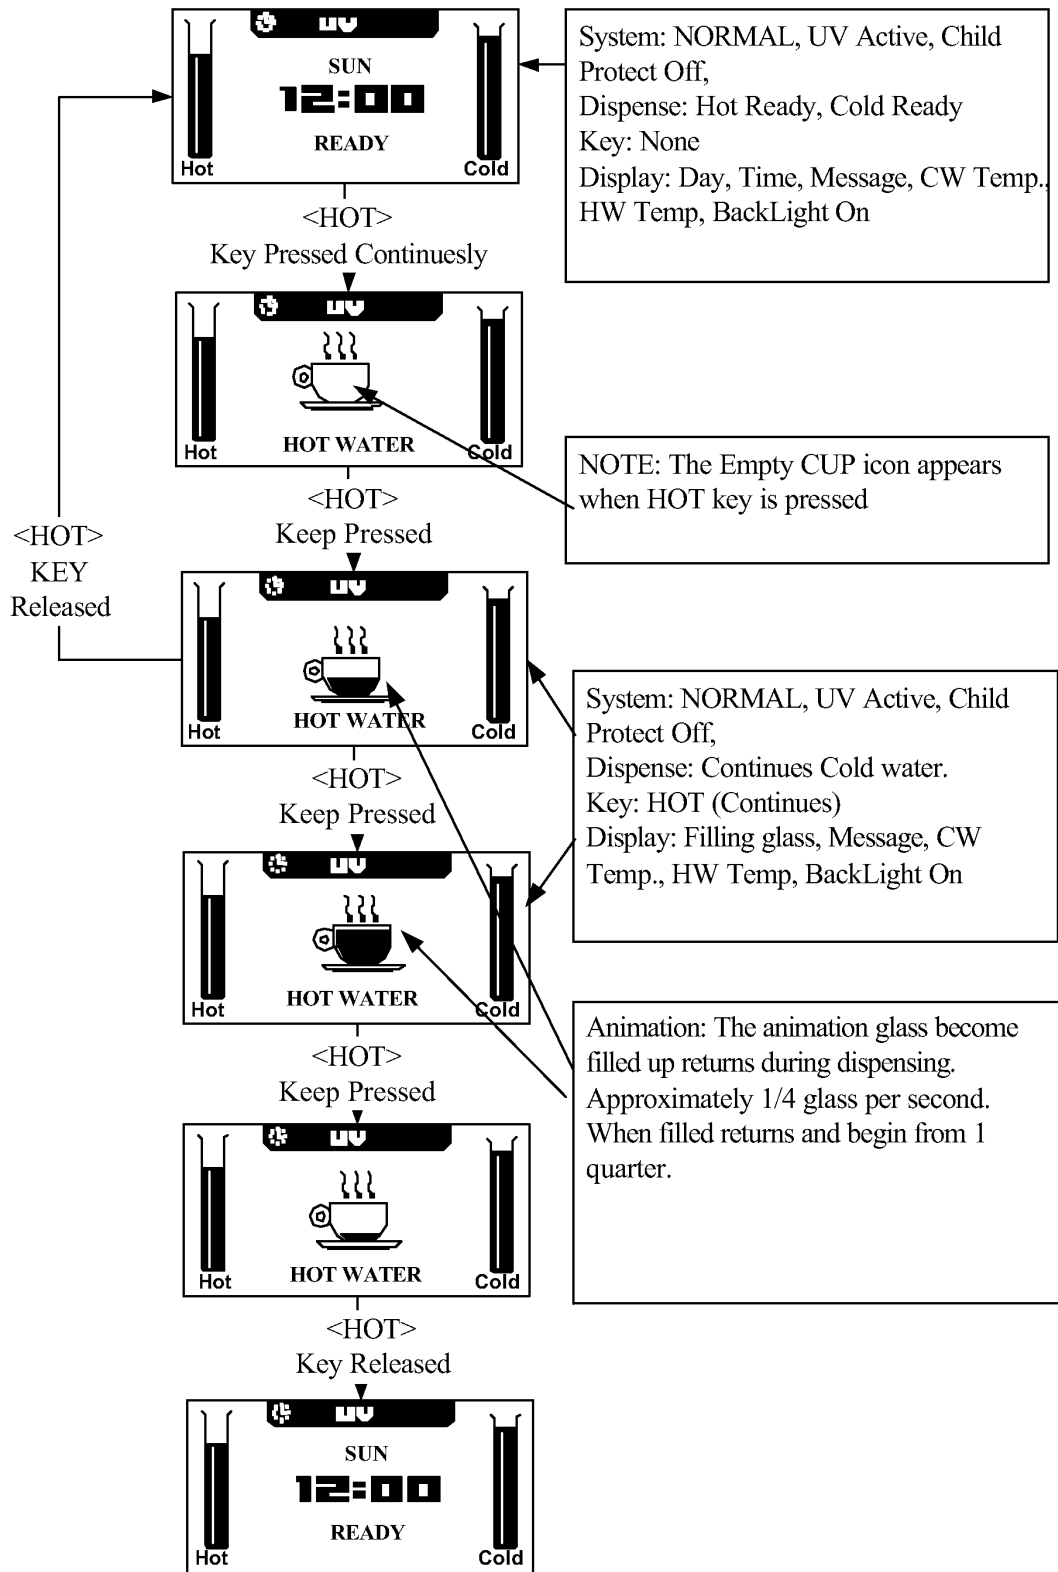 UV
SUN
12:00
READY
Hot
Cold
System: NORMAL, UV Active, Child
Protect Off,
Dispense: Hot Ready, Cold Ready
Key: None
Display: Day, Time, Message, CW Temp.,
HW Temp, BackLight On
<HOT>
Key Pressed Continuesly
UV
HOT WATER
Hot
Cold
NOTE: The Empty CUP icon appears
when HOT key is pressed
<HOT>
Keep Pressed
<HOT>
KEY
Released
UV
HOT WATER
Hot
Cold
System: NORMAL, UV Active, Child
Protect Off,
Dispense: Continues Cold water.
Key: HOT (Continues)
Display: Filling glass, Message, CW
Temp., HW Temp, BackLight On
<HOT>
Keep Pressed
UV
HOT WATER
Hot
Cold
Animation: The animation glass become
filled up returns during dispensing.
Approximately 1/4 glass per second.
When filled returns and begin from 1
quarter.
<HOT>
Keep Pressed
UV
HOT WATER
Hot
Cold
<HOT>
Key Released
UV
SUN
12:00
READY
Hot
Cold